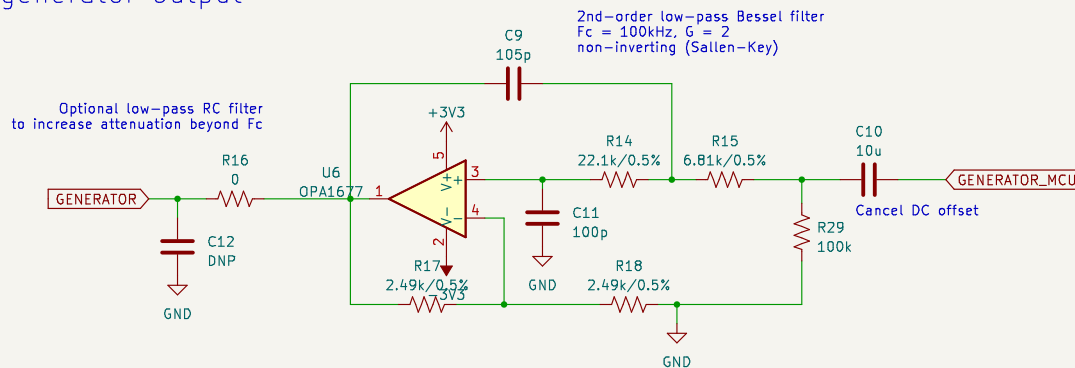 generator output
2nd-order low-pass Bessel filter
Fc = 100kHz, G = 2
non-inverting (Sallen-Key)
C9
105p
Optional low-pass RC filter
to increase attenuation beyond Fc
+3V3
R16
0
U6
OPA1677
5
V+
+
3
1
V-
-
4
2
R14
22.1k/0.5%
R15
6.81k/0.5%
C10
10u
GENERATOR
GENERATOR_MCU
Cancel DC offset
C12
DNP
C11
100p
R29
100k
GND
R17
2.49k/0.5%
-3V3
GND
R18
2.49k/0.5%
GND